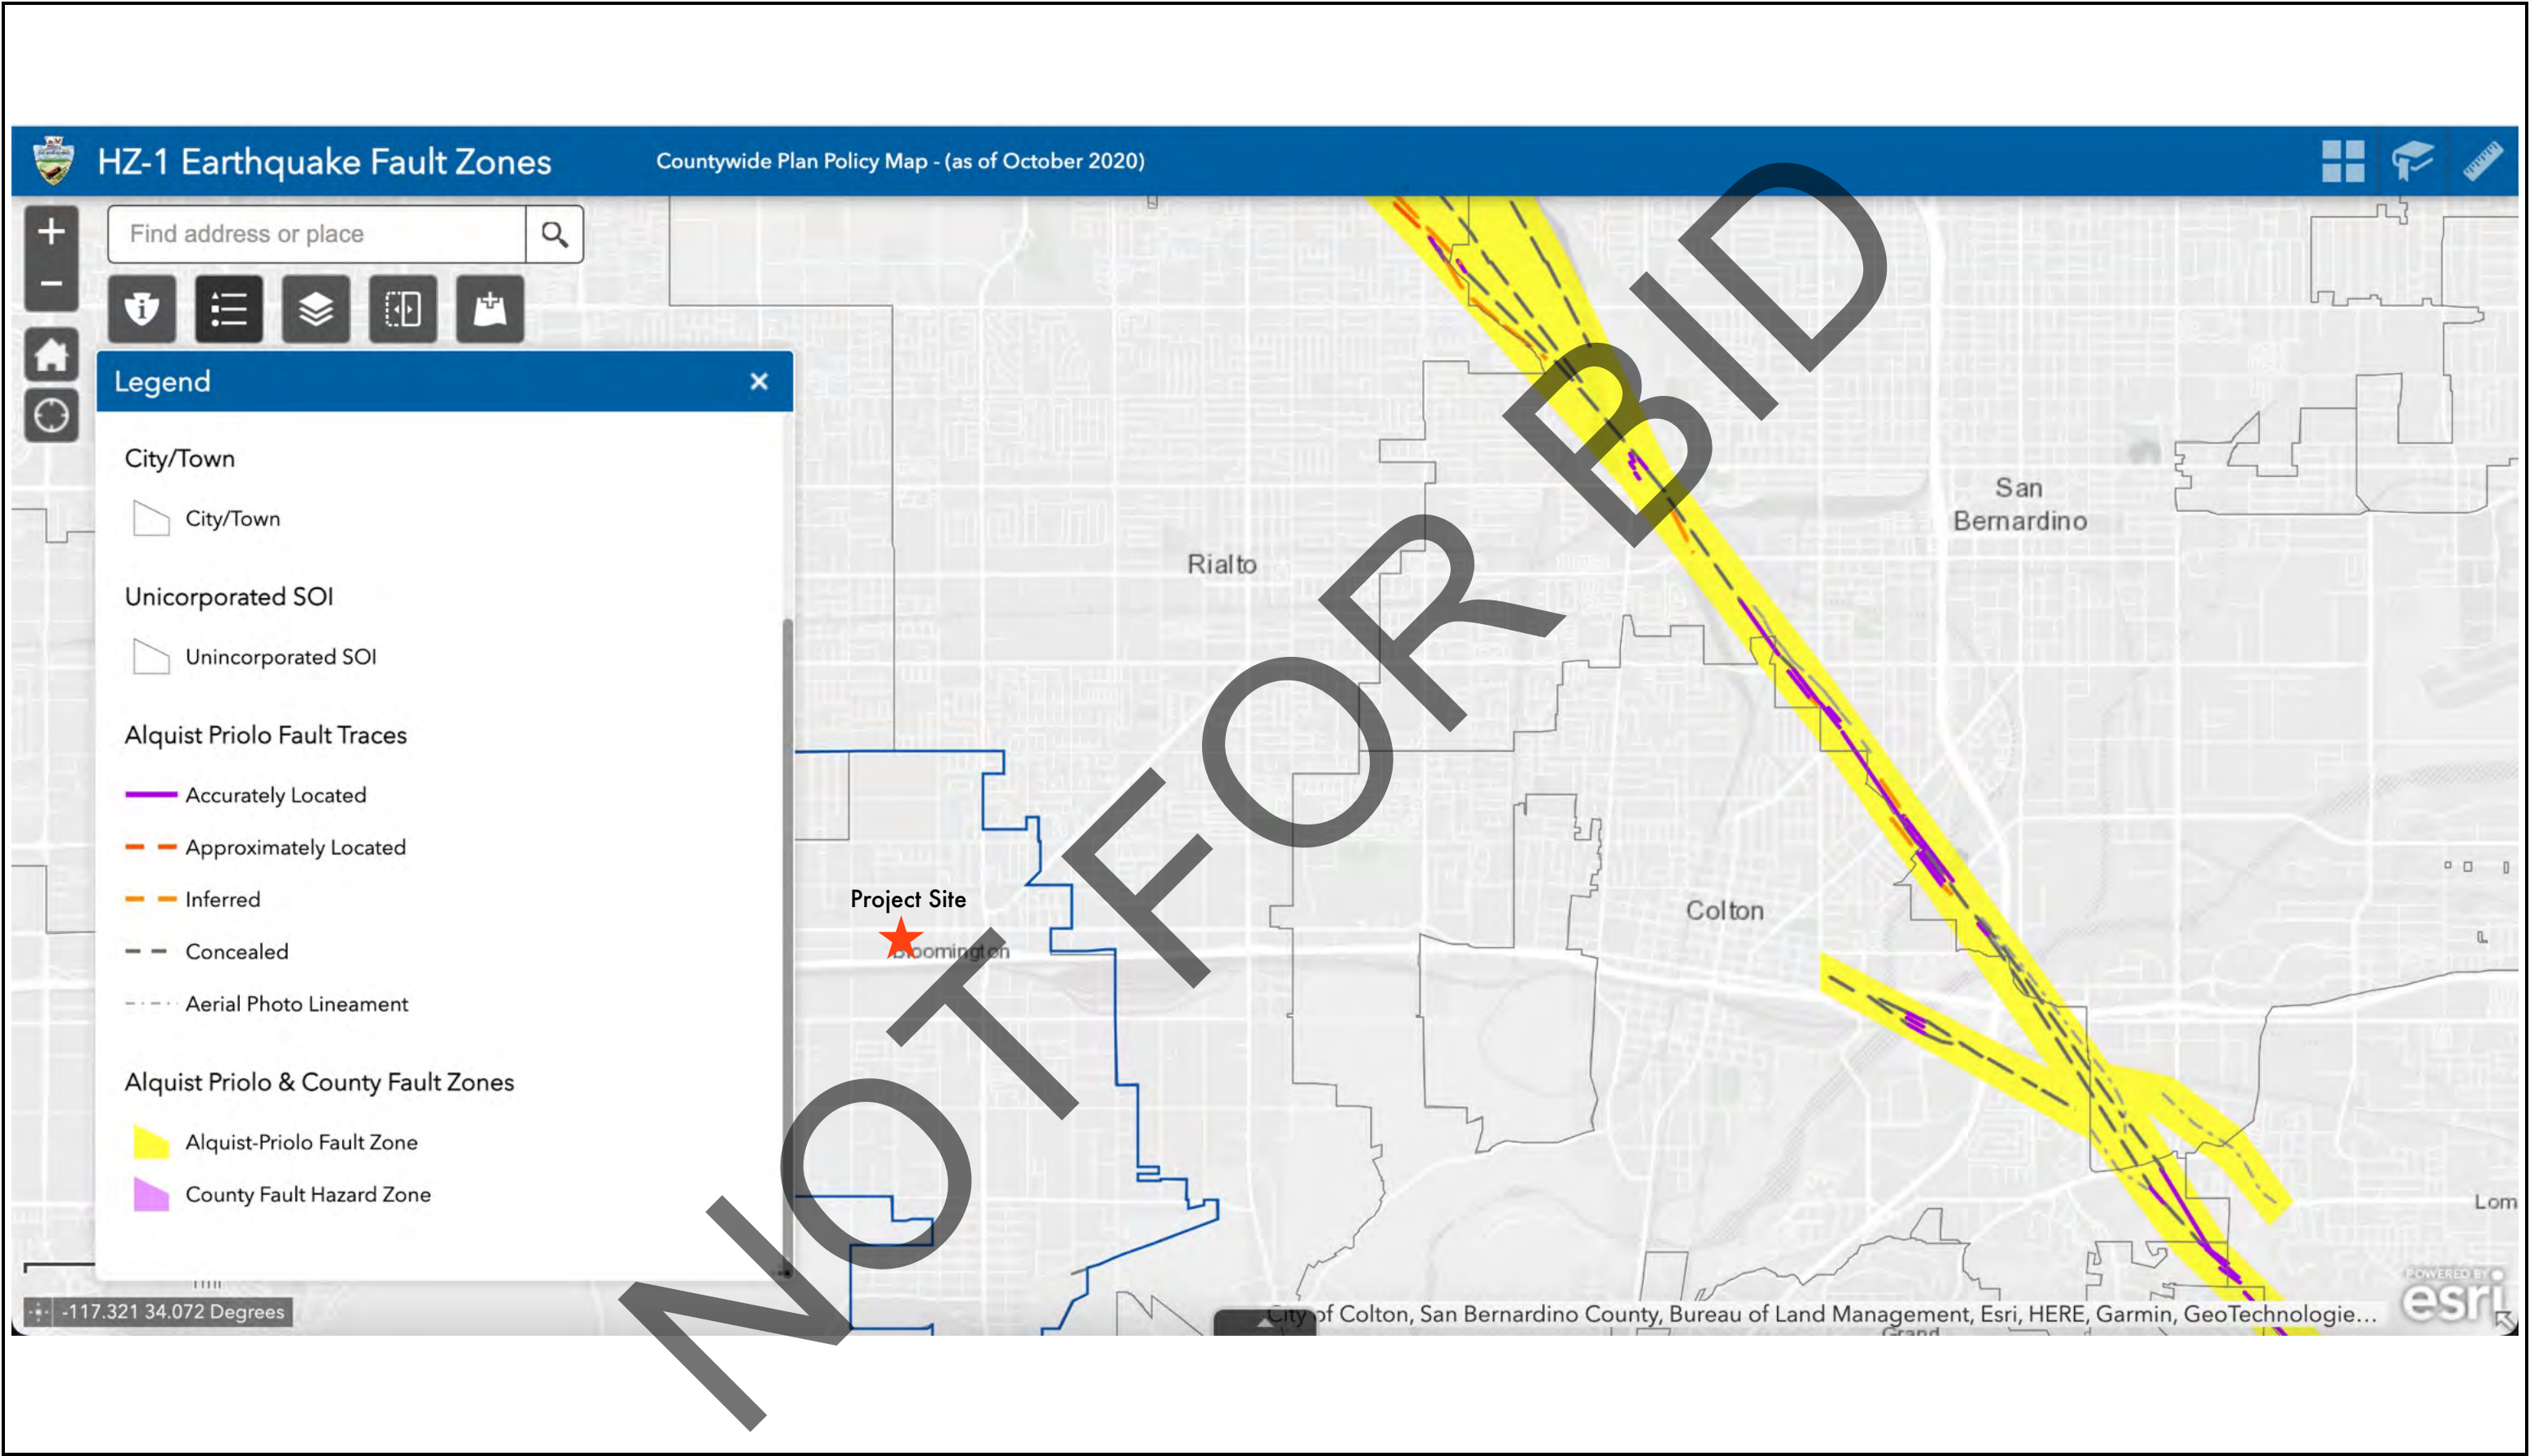 HZ-1 Earthquake Fault Zones
Countywide Plan Policy Map - (as of October 2020)
+
Find address or place
−
Legend
×
City/Town
City/Town
Unicorporated SOI
Unincorporated SOI
Alquist Priolo Fault Traces
Accurately Located
Approximately Located
Inferred
Concealed
Aerial Photo Lineament
Alquist Priolo & County Fault Zones
Alquist-Priolo Fault Zone
County Fault Hazard Zone
-117.321 34.072 Degrees
Rialto
San
Bernardino
Project Site
Bloomington
Colton
Lom
Grand
City of Colton, San Bernardino County, Bureau of Land Management, Esri, HERE, Garmin, GeoTechnologie...
POWERED BY
esri
NOT FOR BID